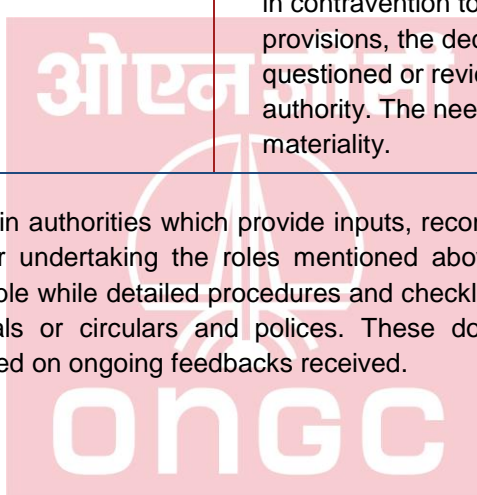 in contravention to
provisions, the dec
questioned or revie
authority. The nee
materiality.
in authorities which provide inputs, recor
r undertaking the roles mentioned abo
ole while detailed procedures and checkl
als or circulars and polices. These do
ed on ongoing feedbacks received.
ओएनजीसी
ONGC